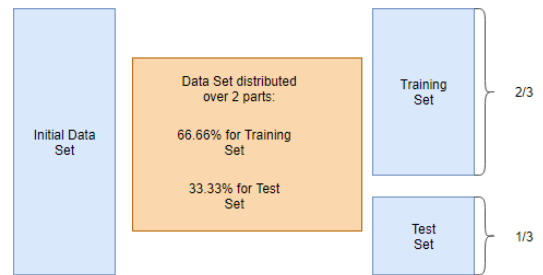 Initial Data
Set
Data Set distributed
over 2 parts:
66.66% for Training
Set
33.33% for Test
Set
Training
Set
2/3
Test
Set
1/3